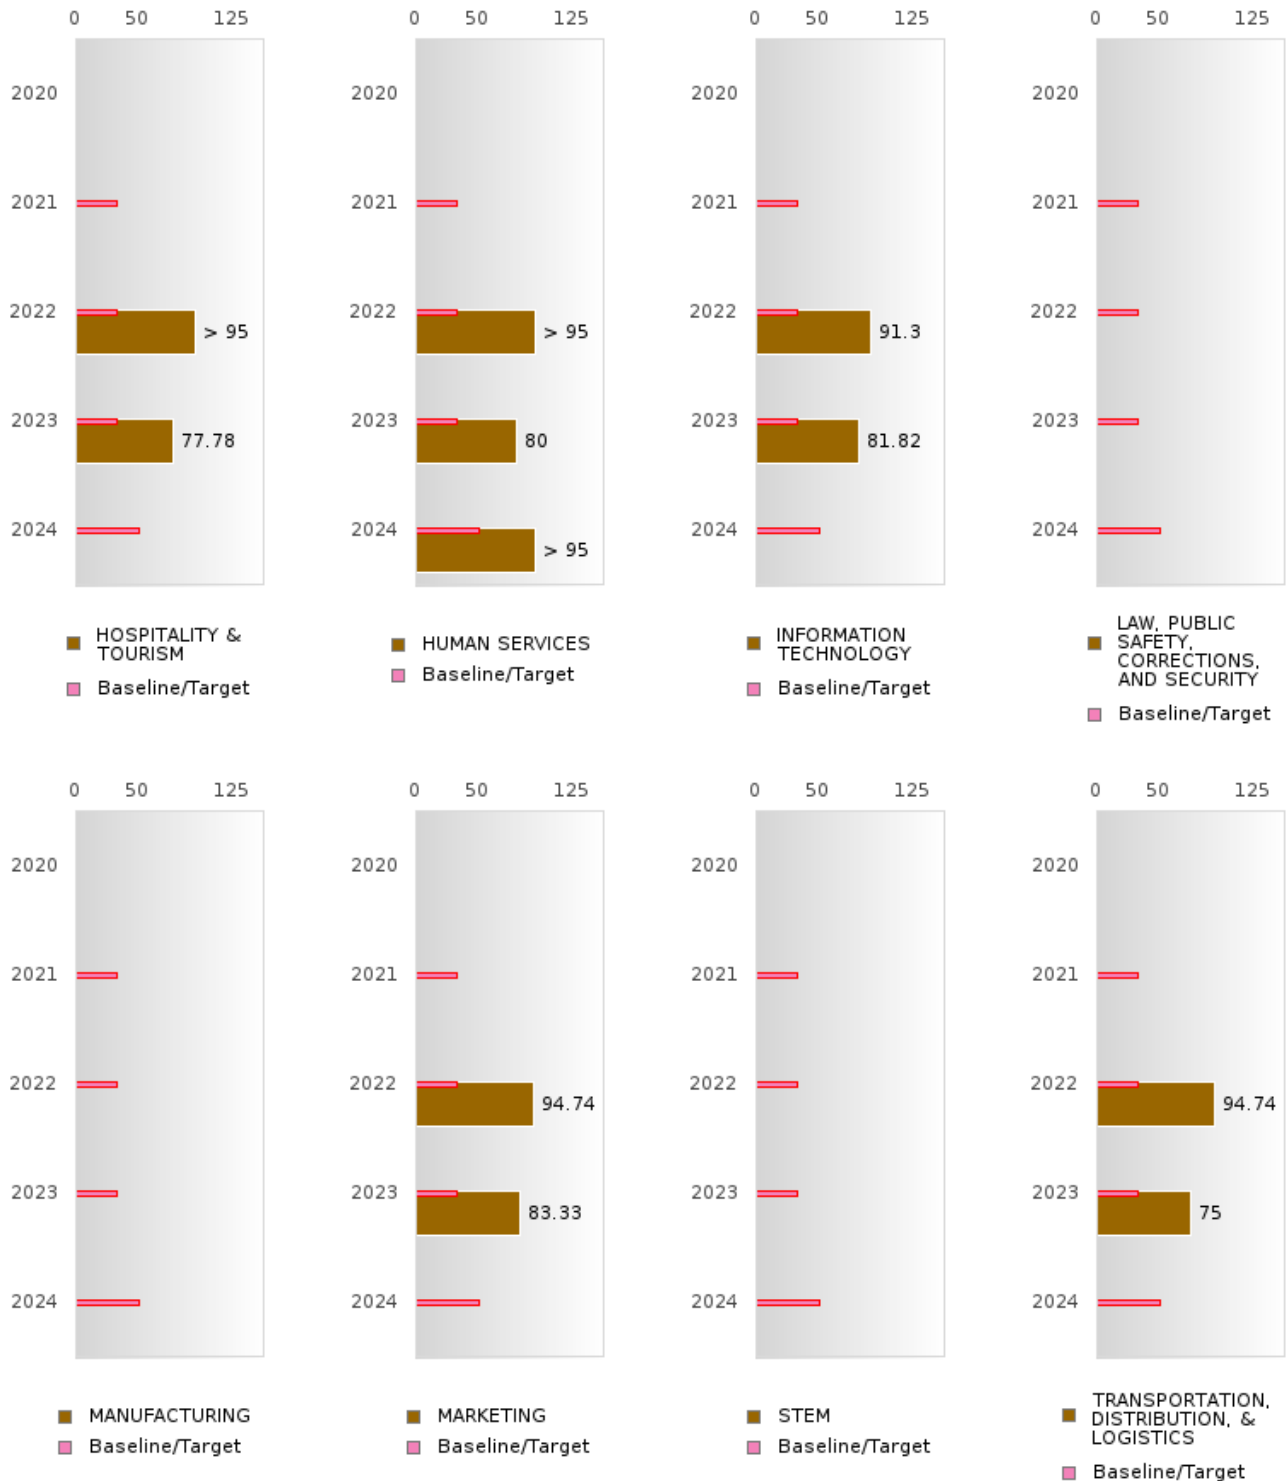 0 50 125 0 50 125 0 50 125 0 50 125
2020 2020 2020 2020
2021 2021 2021 2021
2022 > 95 2022 > 95 2022 91.3 2022
2023 77.78 2023 80 2023 81.82 2023
2024 2024 > 95 2024 2024
HOSPITALITY &
TOURISM
Baseline/Target
HUMAN SERVICES
Baseline/Target
INFORMATION
TECHNOLOGY
Baseline/Target
LAW, PUBLIC
SAFETY,
CORRECTIONS,
AND SECURITY
Baseline/Target
0 50 125 0 50 125 0 50 125 0 50 125
2020 2020 2020 2020
2021 2021 2021 2021
2022 2022 94.74 2022 2022 94.74
2023 2023 83.33 2023 2023 75
2024 2024 2024 2024
MANUFACTURING
Baseline/Target
MARKETING
Baseline/Target
STEM
Baseline/Target
TRANSPORTATION,
DISTRIBUTION, &
LOGISTICS
Baseline/Target